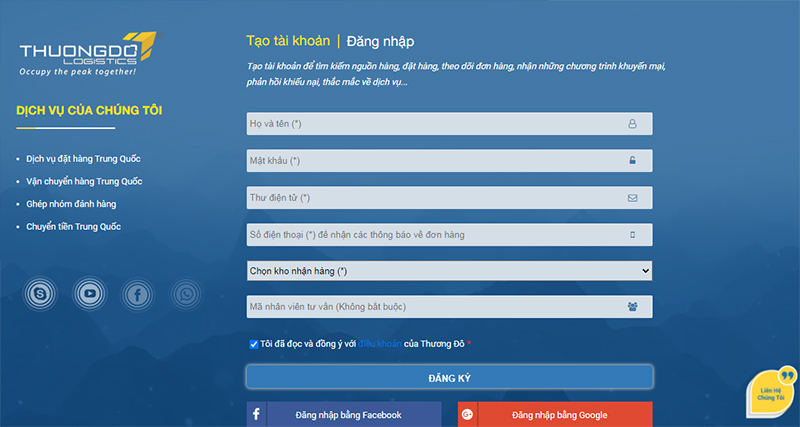 THUONGDO
LOGISTICS
Occupy the peak together!
DỊCH VỤ CỦA CHÚNG TÔI
Dịch vụ đặt hàng Trung Quốc
Vận chuyển hàng Trung Quốc
Ghép nhóm đánh hàng
Chuyển tiền Trung Quốc
Tạo tài khoản | Đăng nhập
Tạo tài khoản để tìm kiếm nguồn hàng, đặt hàng, theo dõi đơn hàng, nhận những chương trình khuyến mại,
phản hồi khiếu nại, thắc mắc về dịch vụ...
Họ và tên (*)
Mật khẩu (*)
Thư điện tử (*)
Số điện thoại (*) để nhận các thông báo về đơn hàng
Chọn kho nhận hàng (*)
Mã nhân viên tư vấn (Không bắt buộc)
Tôi đã đọc và đồng ý với điều khoản của Thương Đô *
ĐĂNG KÝ
Đăng nhập bằng Facebook
Đăng nhập bằng Google
Liên Hệ
Chúng Tôi